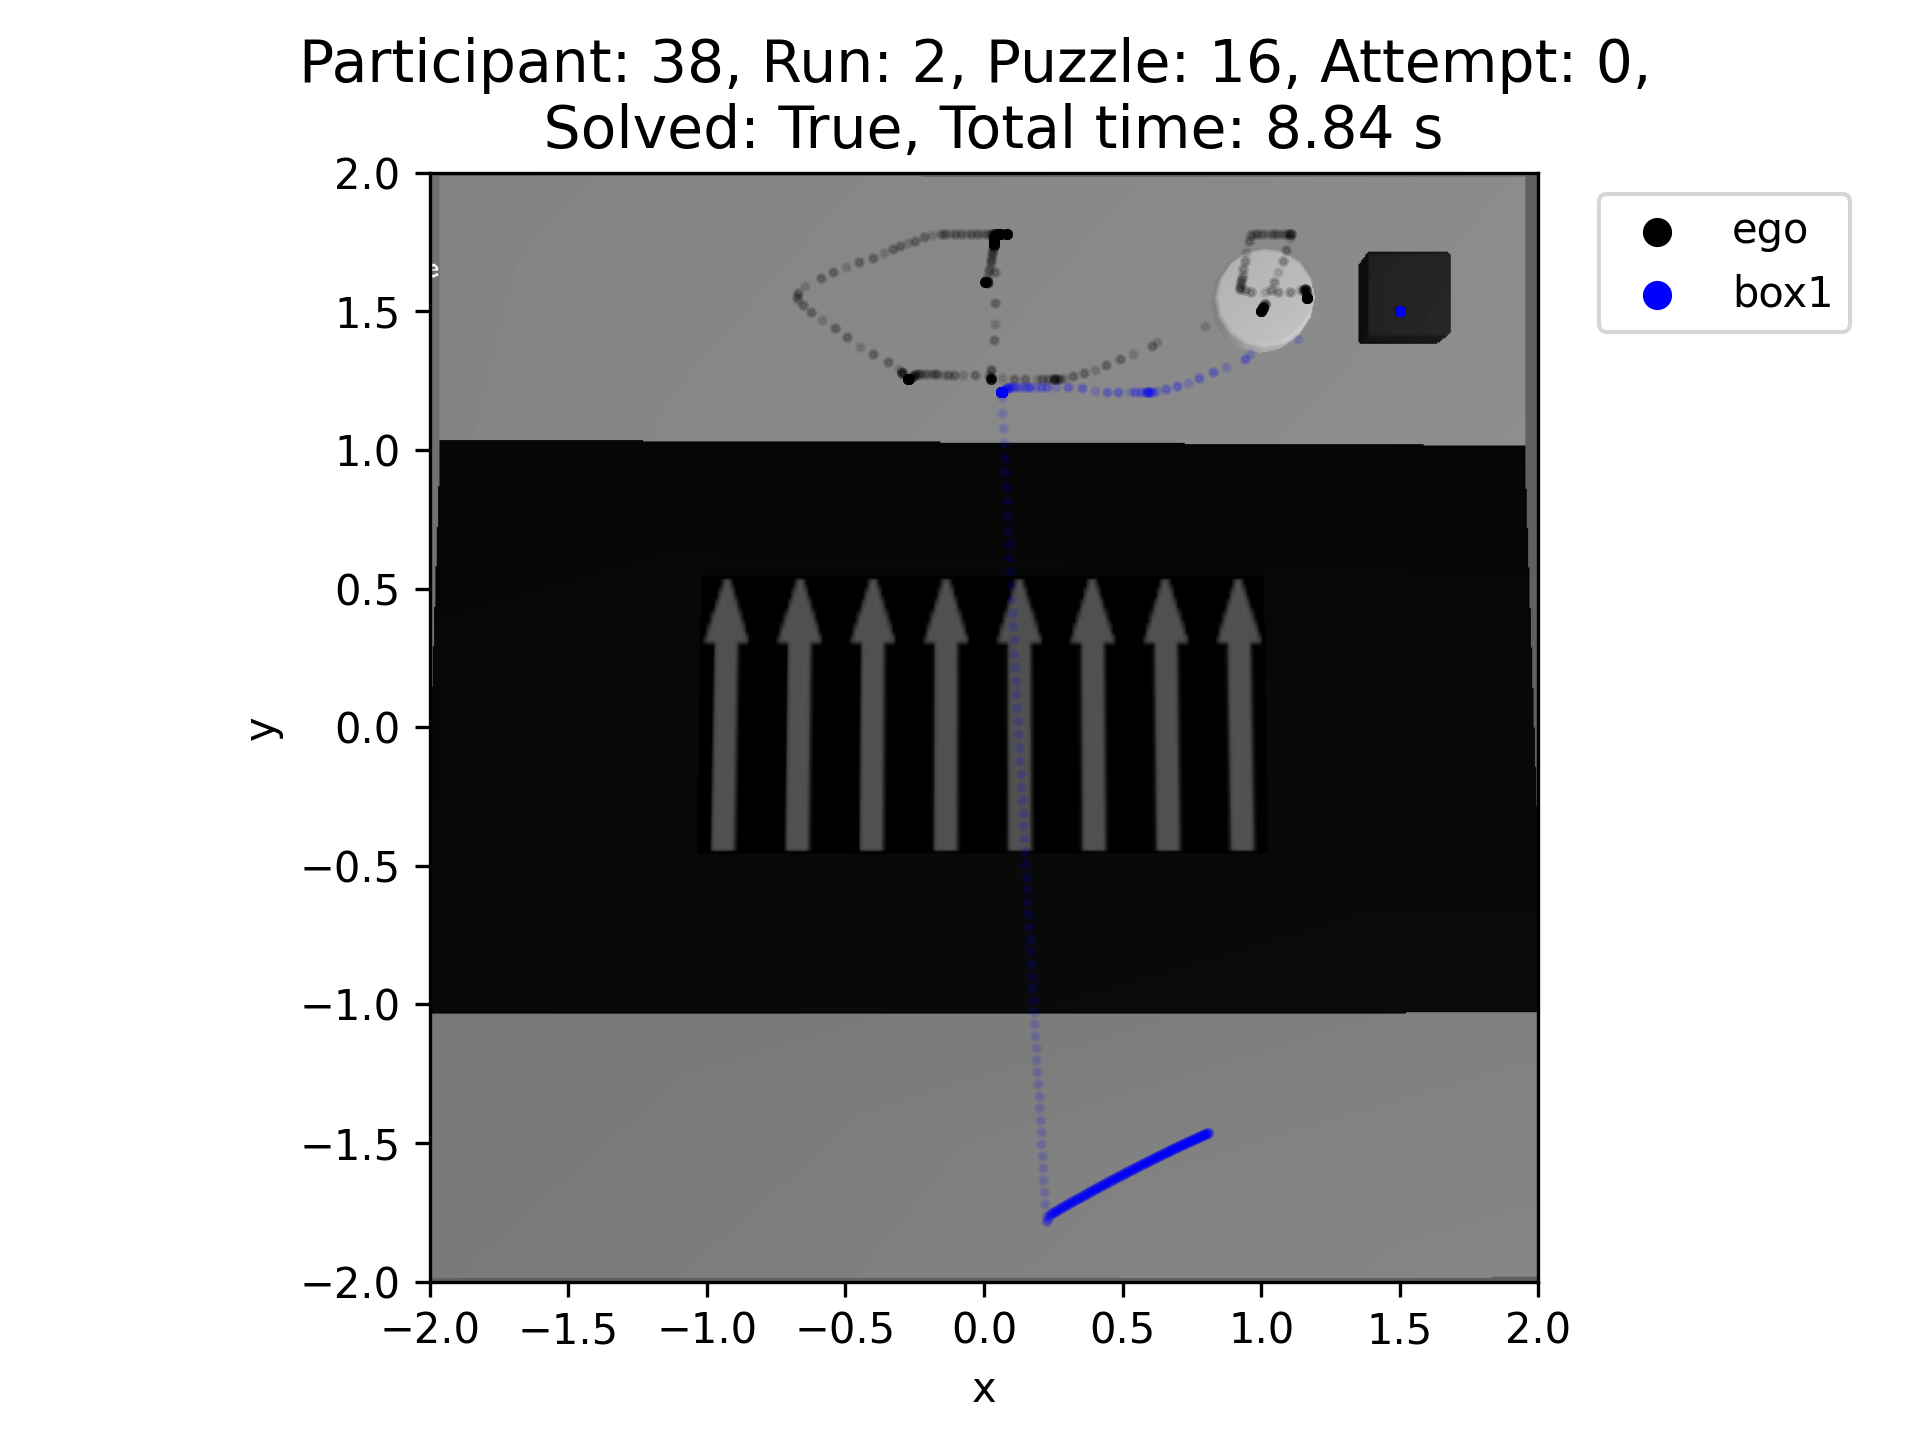 Participant: 38, Run: 2, Puzzle: 16, Attempt: 0,
Solved: True, Total time: 8.84 s
ego
box1
2.0
1.5
1.0
0.5
0.0
−0.5
−1.0
−1.5
−2.0
y
−2.0 −1.5 −1.0 −0.5 0.0 0.5 1.0 1.5 2.0
x